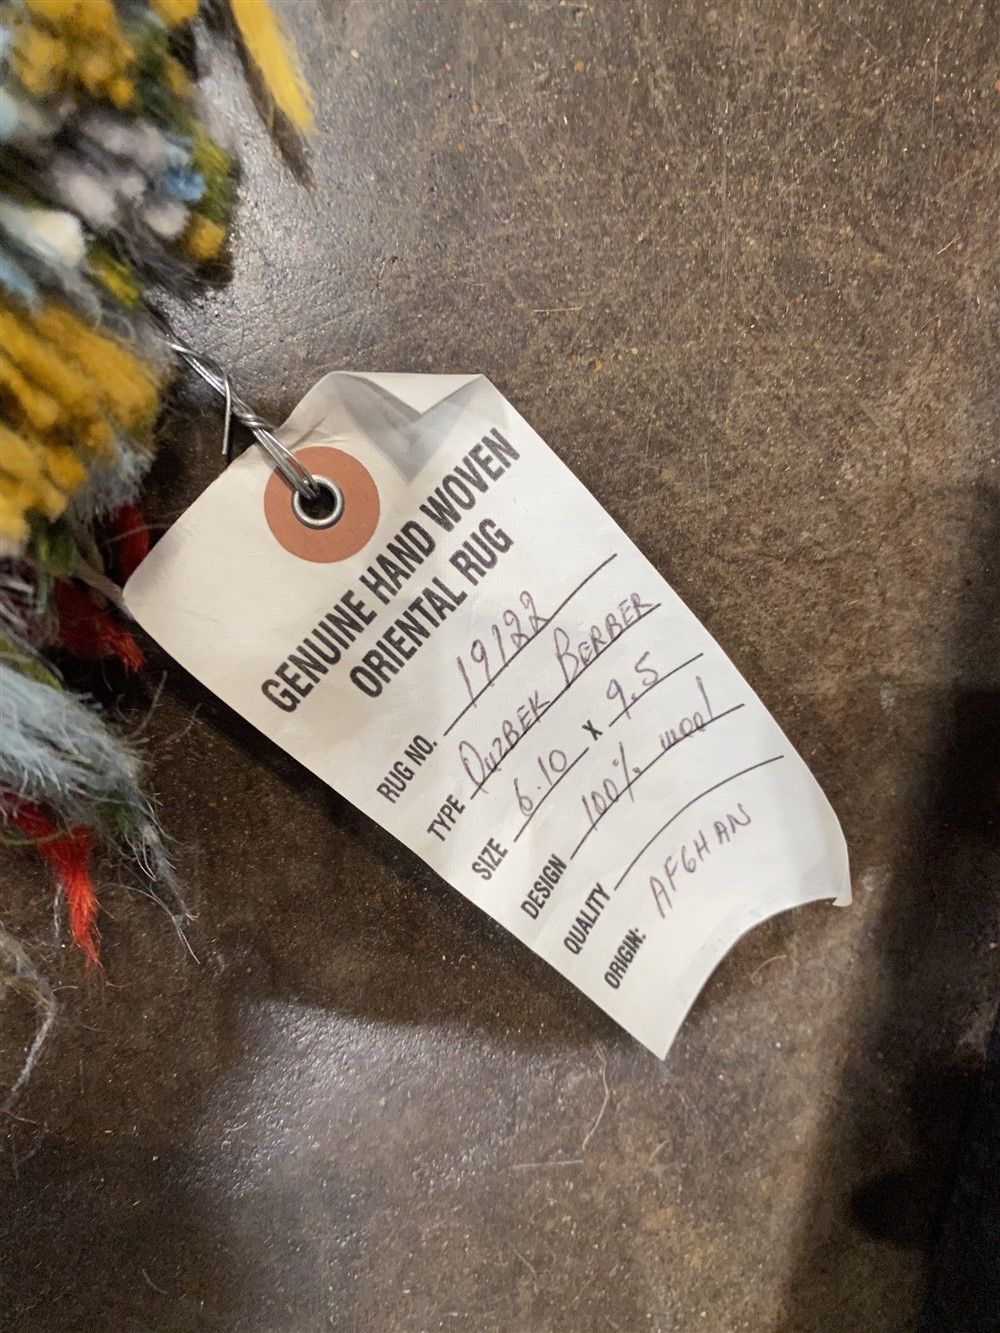 GENUINE HAND WOVEN
ORIENTAL RUG
RUG NO. 19122
TYPE Quzbek Berber
SIZE 6.10 x 9.5
DESIGN 100% wool
QUALITY
ORIGIN: AFGHAN